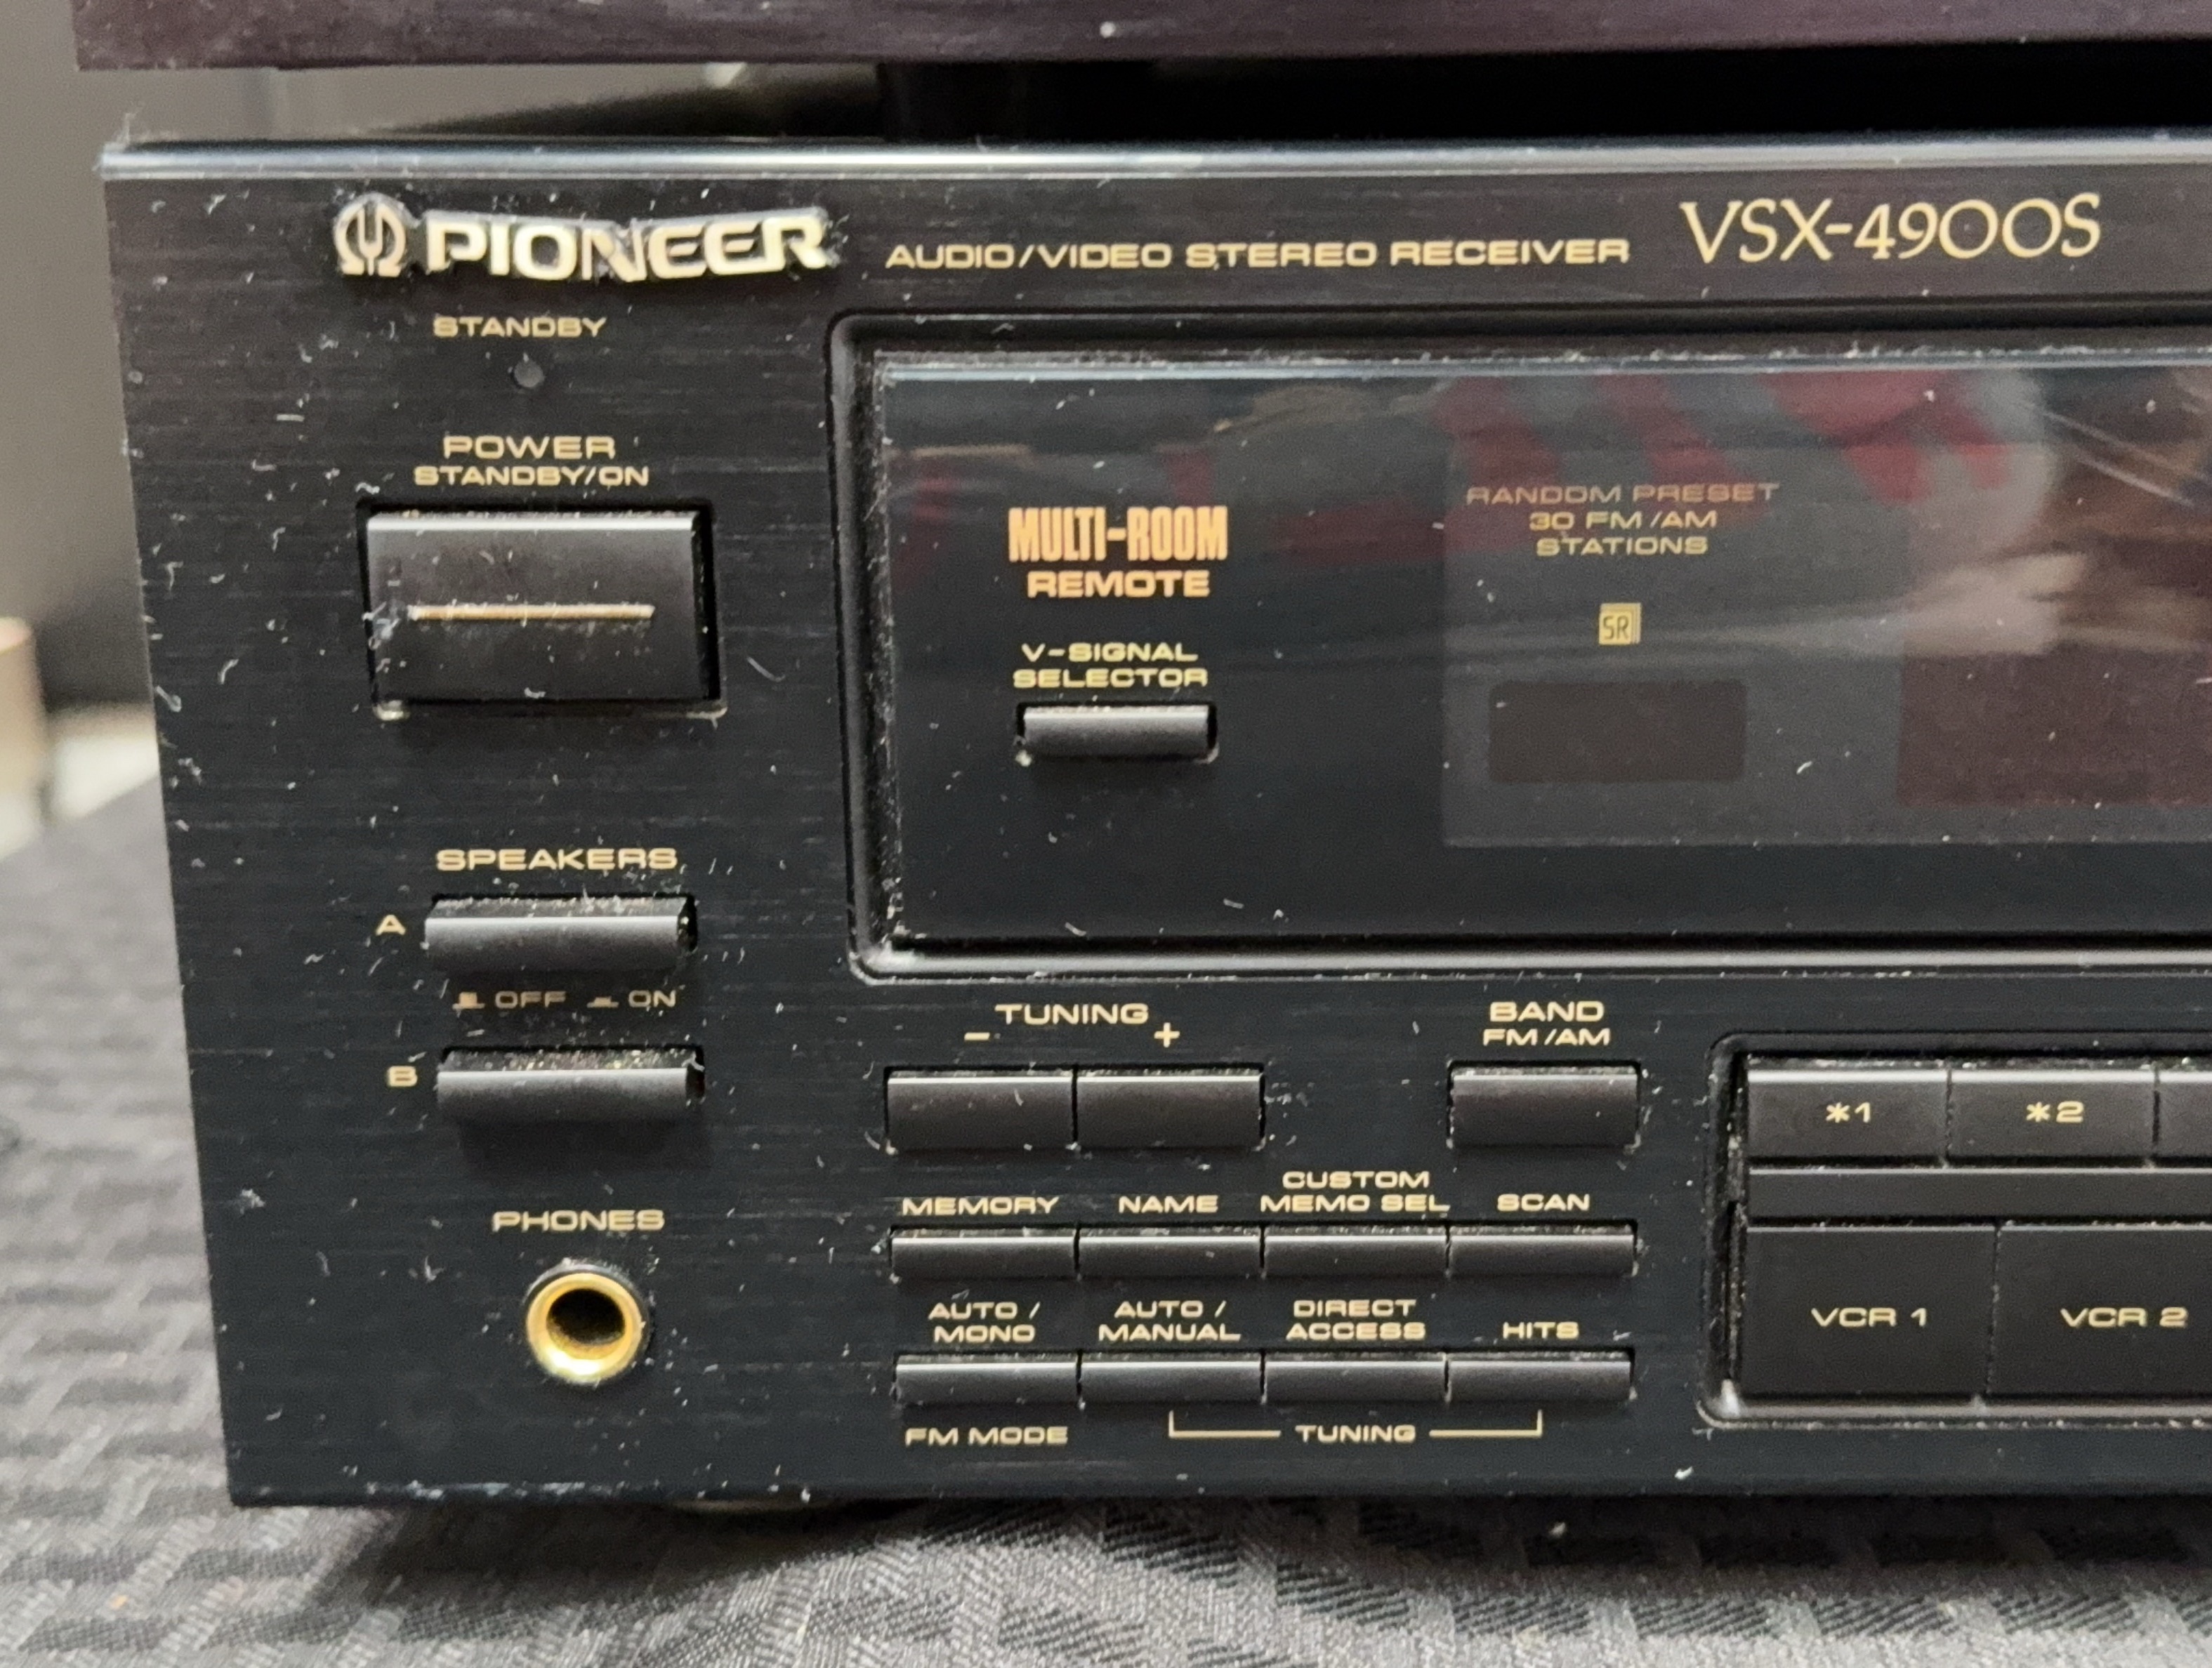 PIONEER
AUDIO/VIDEO STEREO RECEIVER
VSX-4900S
STANDBY
POWER
STANDBY/ON
MULTI-ROOM
REMOTE
V-SIGNAL
SELECTOR
RANDOM PRESET
30 FM/AM
STATIONS
SR
SPEAKERS
A
OFF ON
B
PHONES
TUNING
- +
BAND
FM/AM
MEMORY
NAME
CUSTOM
MEMO SEL
SCAN
AUTO /
MONO
AUTO /
MANUAL
DIRECT
ACCESS
HITS
FM MODE
TUNING
*1
*2
VCR 1
VCR 2